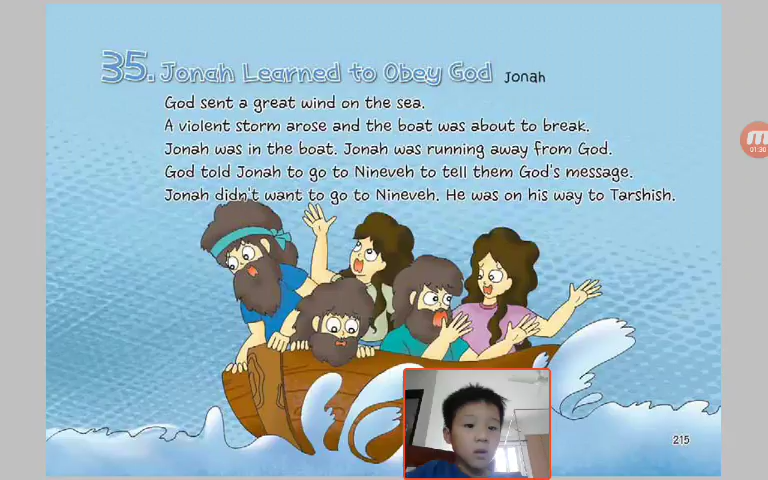 35. Jonah Learned to Obey God Jonah
God sent a great wind on the sea.
A violent storm arose and the boat was about to break.
Jonah was in the boat. Jonah was running away from God.
God told Jonah to go to Nineveh to tell them God's message.
Jonah didn't want to go to Nineveh. He was on his way to Tarshish.
M
01:30
215